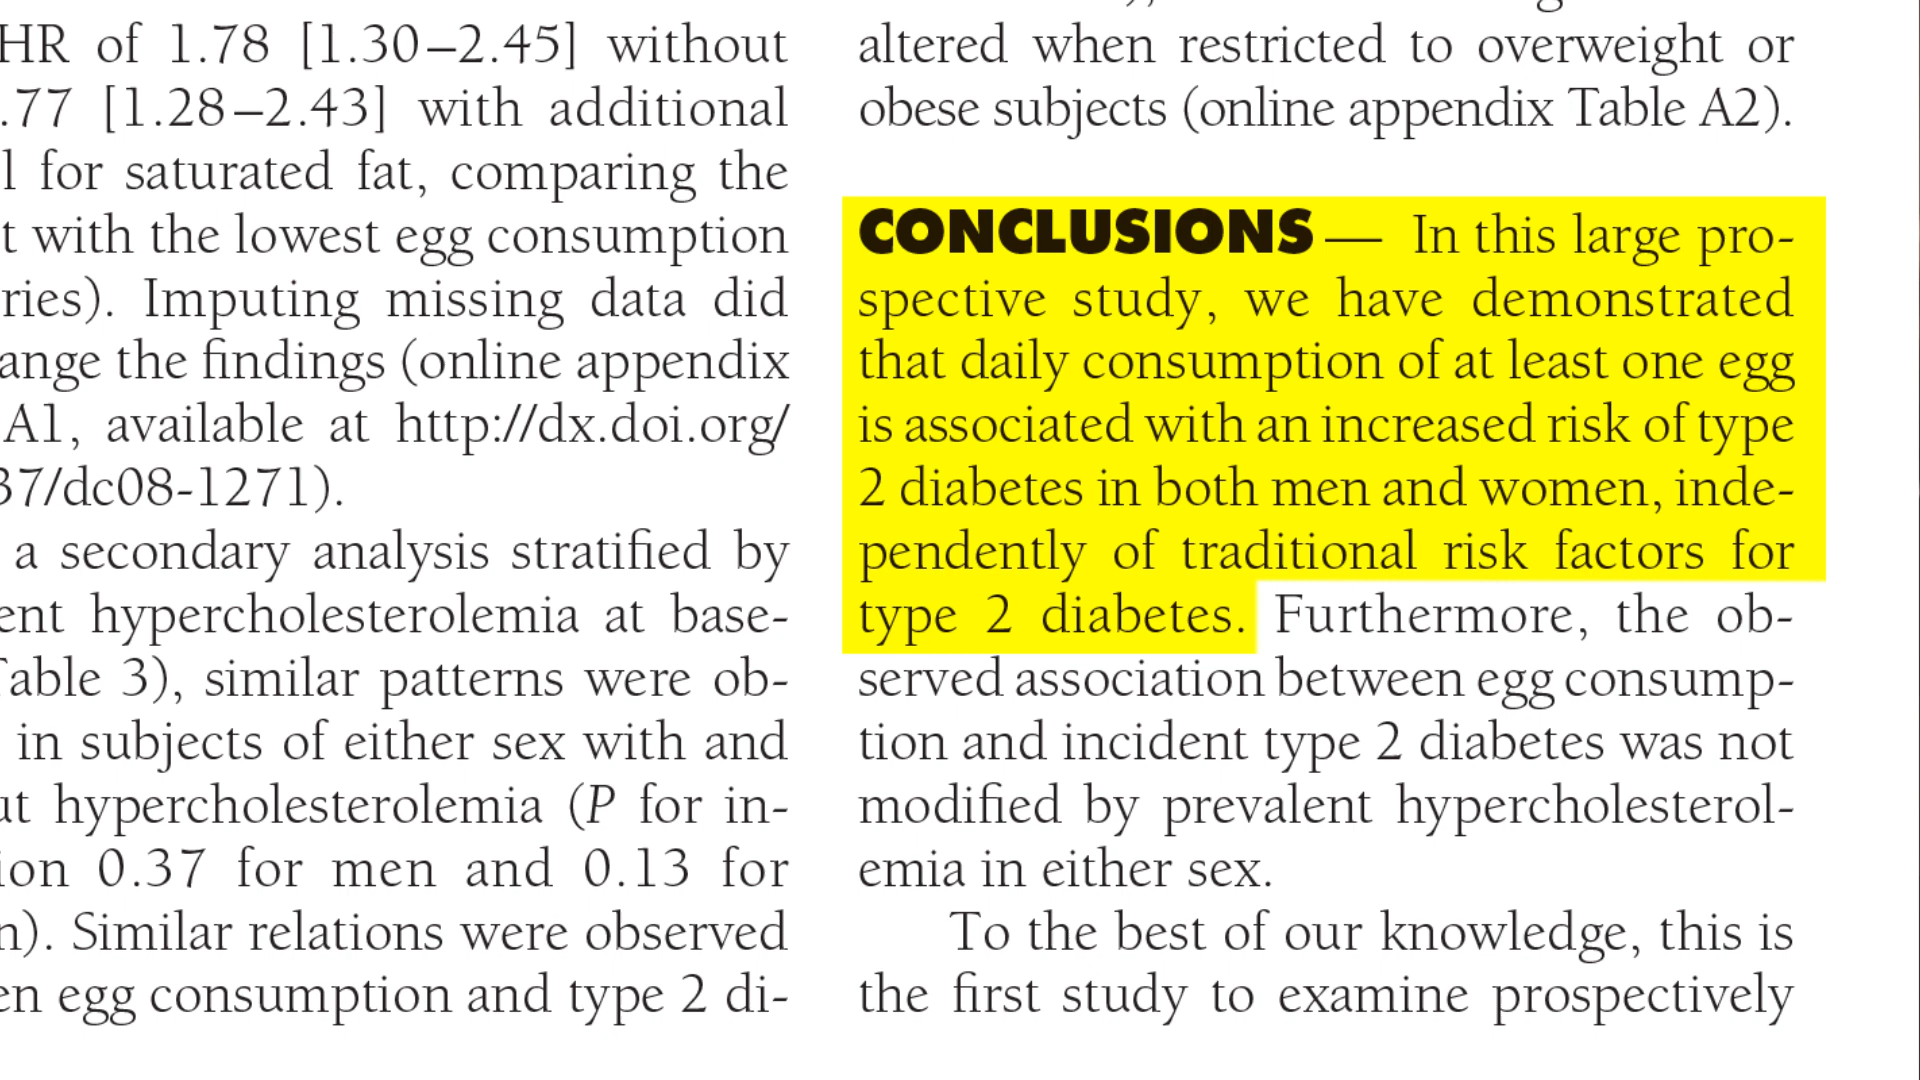 HR of 1.78 [1.30–2.45] without
.77 [1.28–2.43] with additional
l for saturated fat, comparing the
t with the lowest egg consumption
ries). Imputing missing data did
ange the findings (online appendix
A1, available at http://dx.doi.org/
37/dc08-1271).
a secondary analysis stratified by
ent hypercholesterolemia at base-
Table 3), similar patterns were ob-
in subjects of either sex with and
ut hypercholesterolemia (P for in-
ion 0.37 for men and 0.13 for
n). Similar relations were observed
en egg consumption and type 2 di-
altered when restricted to overweight or
obese subjects (online appendix Table A2).
CONCLUSIONS — In this large pro-
spective study, we have demonstrated
that daily consumption of at least one egg
is associated with an increased risk of type
2 diabetes in both men and women, inde-
pendently of traditional risk factors for
type 2 diabetes. Furthermore, the ob-
served association between egg consump-
tion and incident type 2 diabetes was not
modified by prevalent hypercholesterol-
emia in either sex.
To the best of our knowledge, this is
the first study to examine prospectively